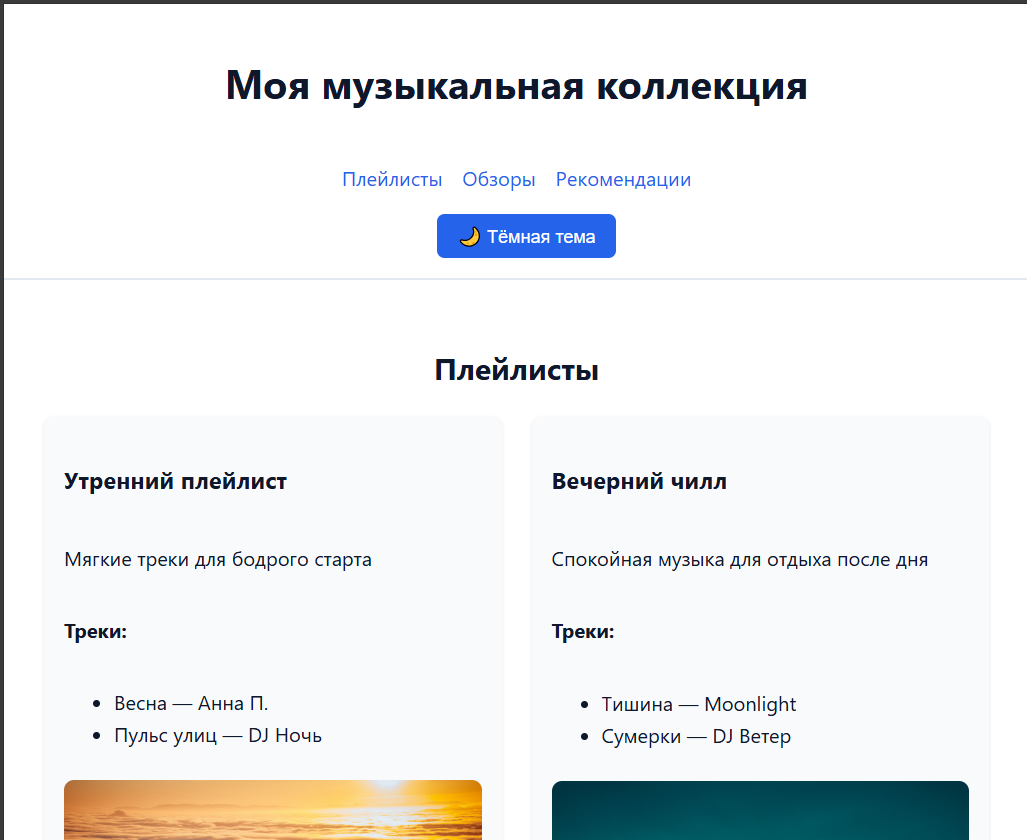 Моя музыкальная коллекция
Плейлисты Обзоры Рекомендации
🌙 Тёмная тема
Плейлисты
Утренний плейлист
Мягкие треки для бодрого старта
Треки:
• Весна — Анна П.
• Пульс улиц — DJ Ночь
Вечерний чилл
Спокойная музыка для отдыха после дня
Треки:
• Тишина — Moonlight
• Сумерки — DJ Ветер